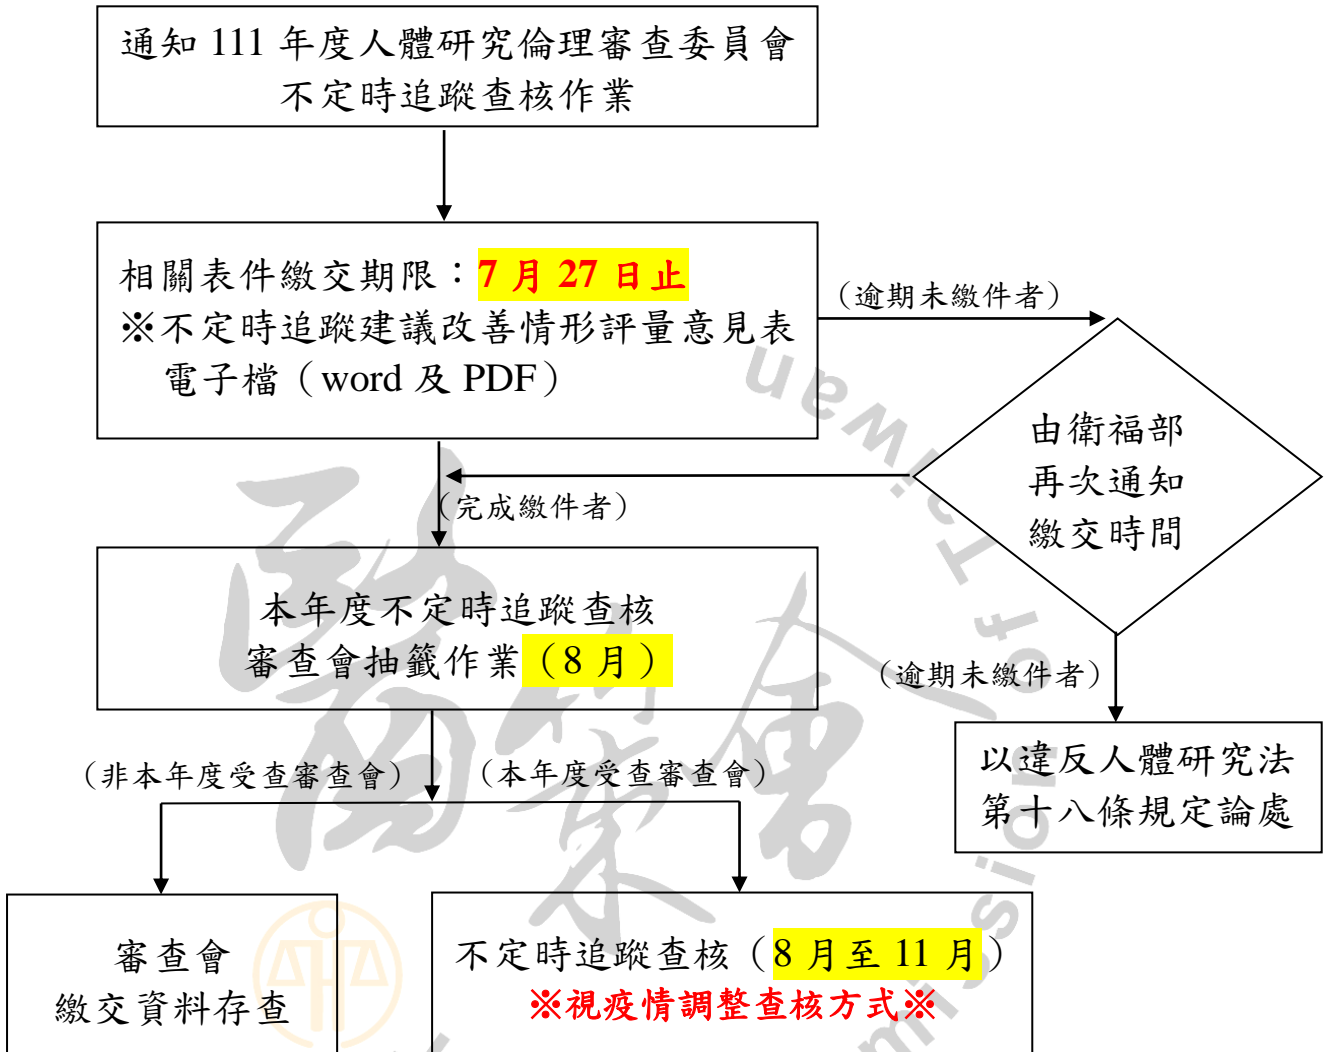 通知 111 年度人體研究倫理審查委員會
不定時追蹤查核作業
相關表件繳交期限：7 月 27 日止
※不定時追蹤建議改善情形評量意見表
電子檔（word 及 PDF）
（逾期未繳件者）
由衛福部
再次通知
繳交時間
（完成繳件者）
本年度不定時追蹤查核
審查會抽籤作業（8 月）
（逾期未繳件者）
以違反人體研究法
第十八條規定論處
（非本年度受查審查會）
（本年度受查審查會）
審查會
繳交資料存查
不定時追蹤查核（8 月至 11 月）
※視疫情調整查核方式※
醫策會
of Taiwan